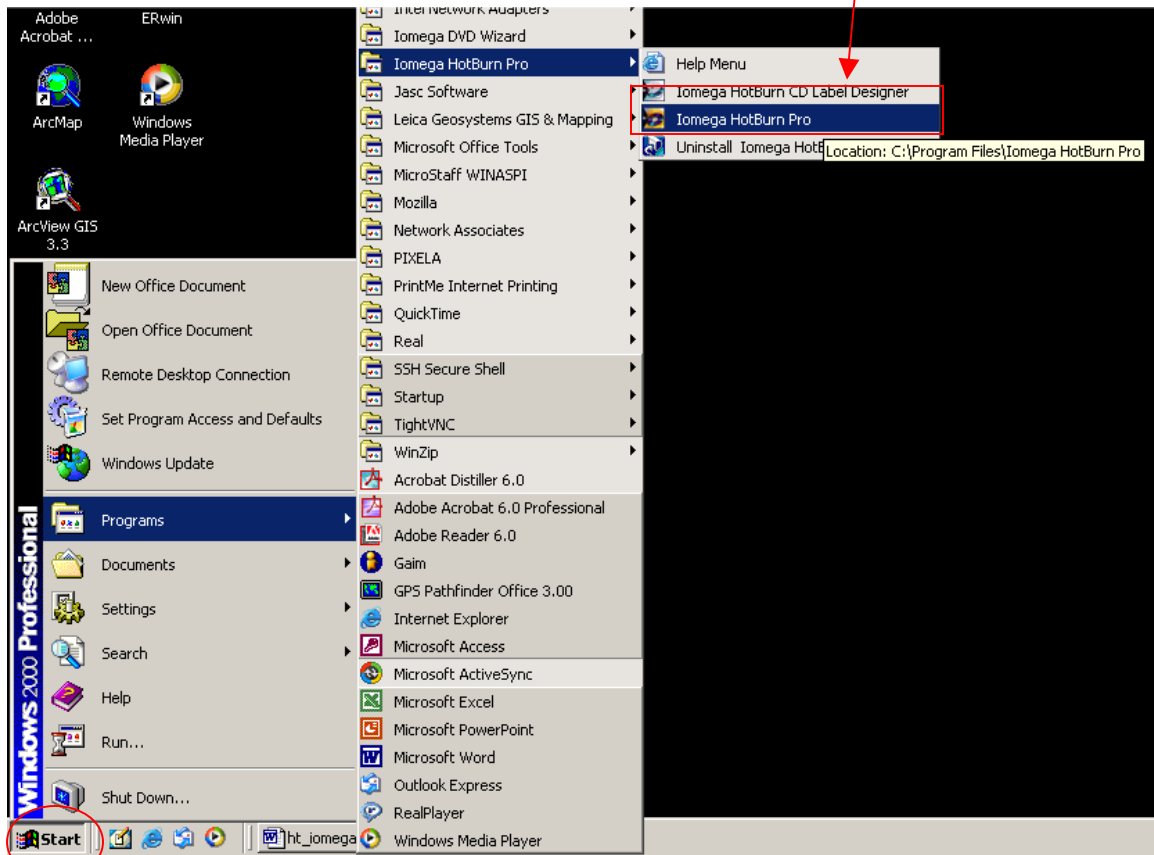 Adobe
Acrobat ...
ERwin
ArcMap
Windows
Media Player
ArcView GIS
3.3
Windows 2000 Professional
New Office Document
Open Office Document
Remote Desktop Connection
Set Program Access and Defaults
Windows Update
Programs
Documents
Settings
Search
Help
Run...
Shut Down...
Intel Network Adapters
Iomega DVD Wizard
Iomega HotBurn Pro
Jasc Software
Leica Geosystems GIS & Mapping
Microsoft Office Tools
MicroStaff WINASPI
Mozilla
Network Associates
PIXELA
PrintMe Internet Printing
QuickTime
Real
SSH Secure Shell
Startup
TightVNC
WinZip
Acrobat Distiller 6.0
Adobe Acrobat 6.0 Professional
Adobe Reader 6.0
Gaim
GPS Pathfinder Office 3.00
Internet Explorer
Microsoft Access
Microsoft ActiveSync
Microsoft Excel
Microsoft PowerPoint
Microsoft Word
Outlook Express
RealPlayer
Windows Media Player
Help Menu
Iomega HotBurn CD Label Designer
Iomega HotBurn Pro
Uninstall Iomega HotB
Location: C:\Program Files\Iomega HotBurn Pro
Start
ht_iomega